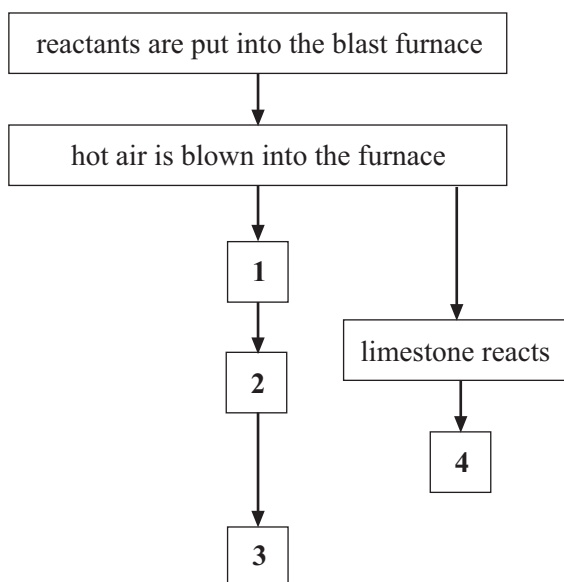 reactants are put into the blast furnace
hot air is blown into the furnace
1
limestone reacts
2
4
3